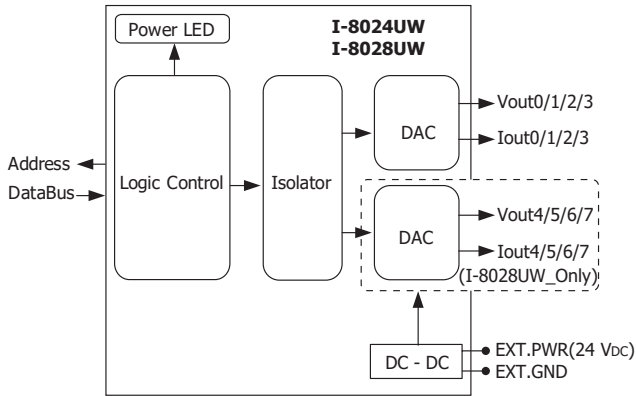 Power LED
I-8024UW
I-8028UW
Address
DataBus
Logic Control
Isolator
DAC
Vout0/1/2/3
Iout0/1/2/3
DAC
Vout4/5/6/7
Iout4/5/6/7
(I-8028UW_Only)
DC - DC
EXT.PWR(24 VDC)
EXT.GND